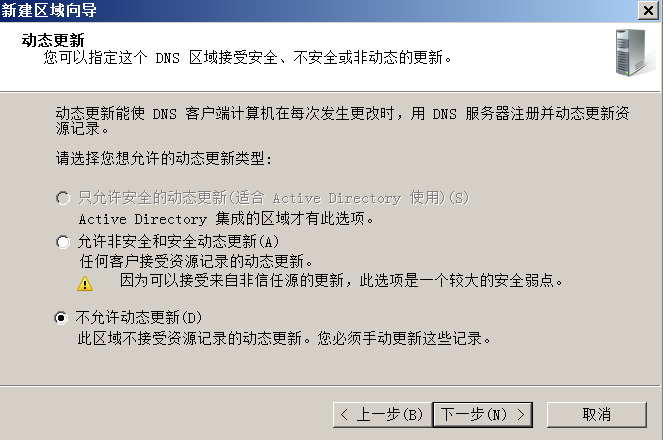 新建区域向导
动态更新
您可以指定这个 DNS 区域接受安全、不安全或非动态的更新。
动态更新能使 DNS 客户端计算机在每次发生更改时，用 DNS 服务器注册并动态更新资
源记录。
请选择您想允许的动态更新类型:
只允许安全的动态更新(适合 Active Directory 使用)(S)
Active Directory 集成的区域才有此选项。
允许非安全和安全动态更新(A)
任何客户接受资源记录的动态更新。
因为可以接受来自非信任源的更新，此选项是一个较大的安全弱点。
不允许动态更新(D)
此区域不接受资源记录的动态更新。您必须手动更新这些记录。
< 上一步(B) 下一步(N) > 取消